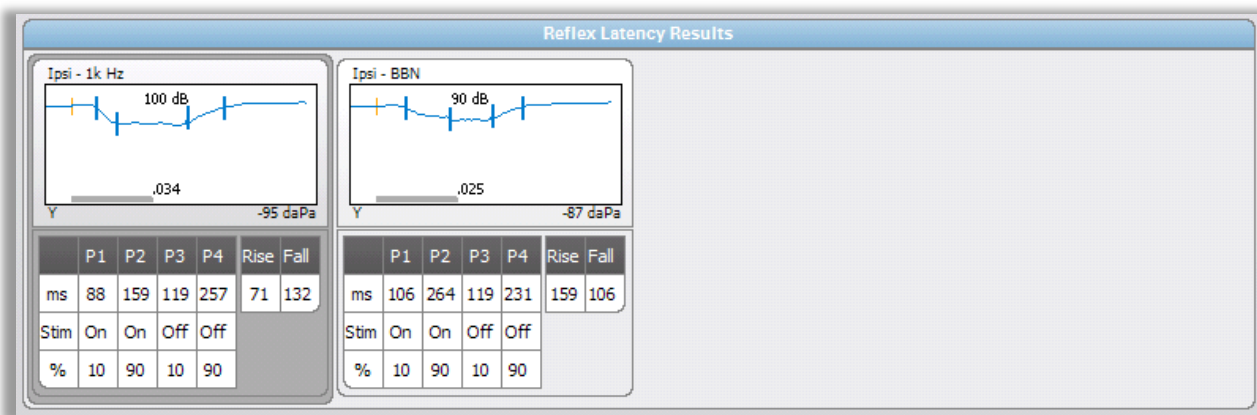 Reflex Latency Results
Ipsi - 1k Hz
100 dB
.034
Y -95 daPa
P1 P2 P3 P4 Rise Fall
ms 88 159 119 257 71 132
Stim On On Off Off
% 10 90 10 90
Ipsi - BBN
90 dB
.025
Y -87 daPa
P1 P2 P3 P4 Rise Fall
ms 106 264 119 231 159 106
Stim On On Off Off
% 10 90 10 90